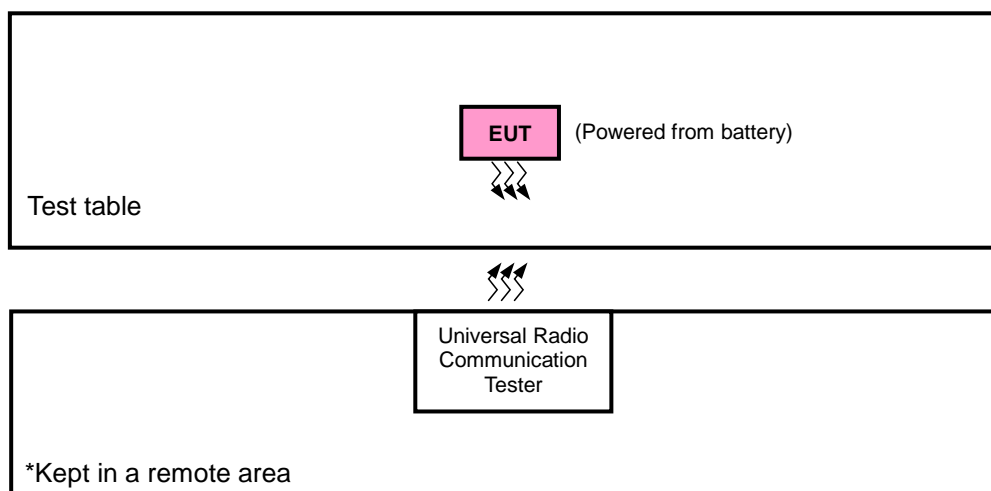 EUT
(Powered from battery)
Test table
Universal Radio
Communication
Tester
*Kept in a remote area